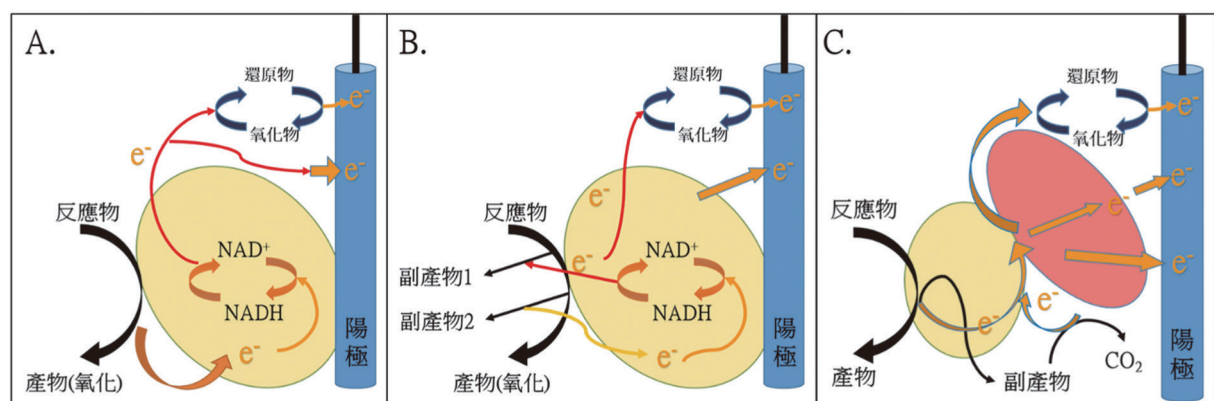 A.
還原物
氧化物
e-
e-
e-
反應物
NAD+
NADH
e-
產物(氧化)
陽極
B.
還原物
氧化物
e-
e-
e-
反應物
副產物1
副產物2
e-
NAD+
NADH
e-
產物(氧化)
陽極
C.
還原物
氧化物
e-
e-
e-
e-
反應物
e-
e-
產物
副產物
CO2
陽極